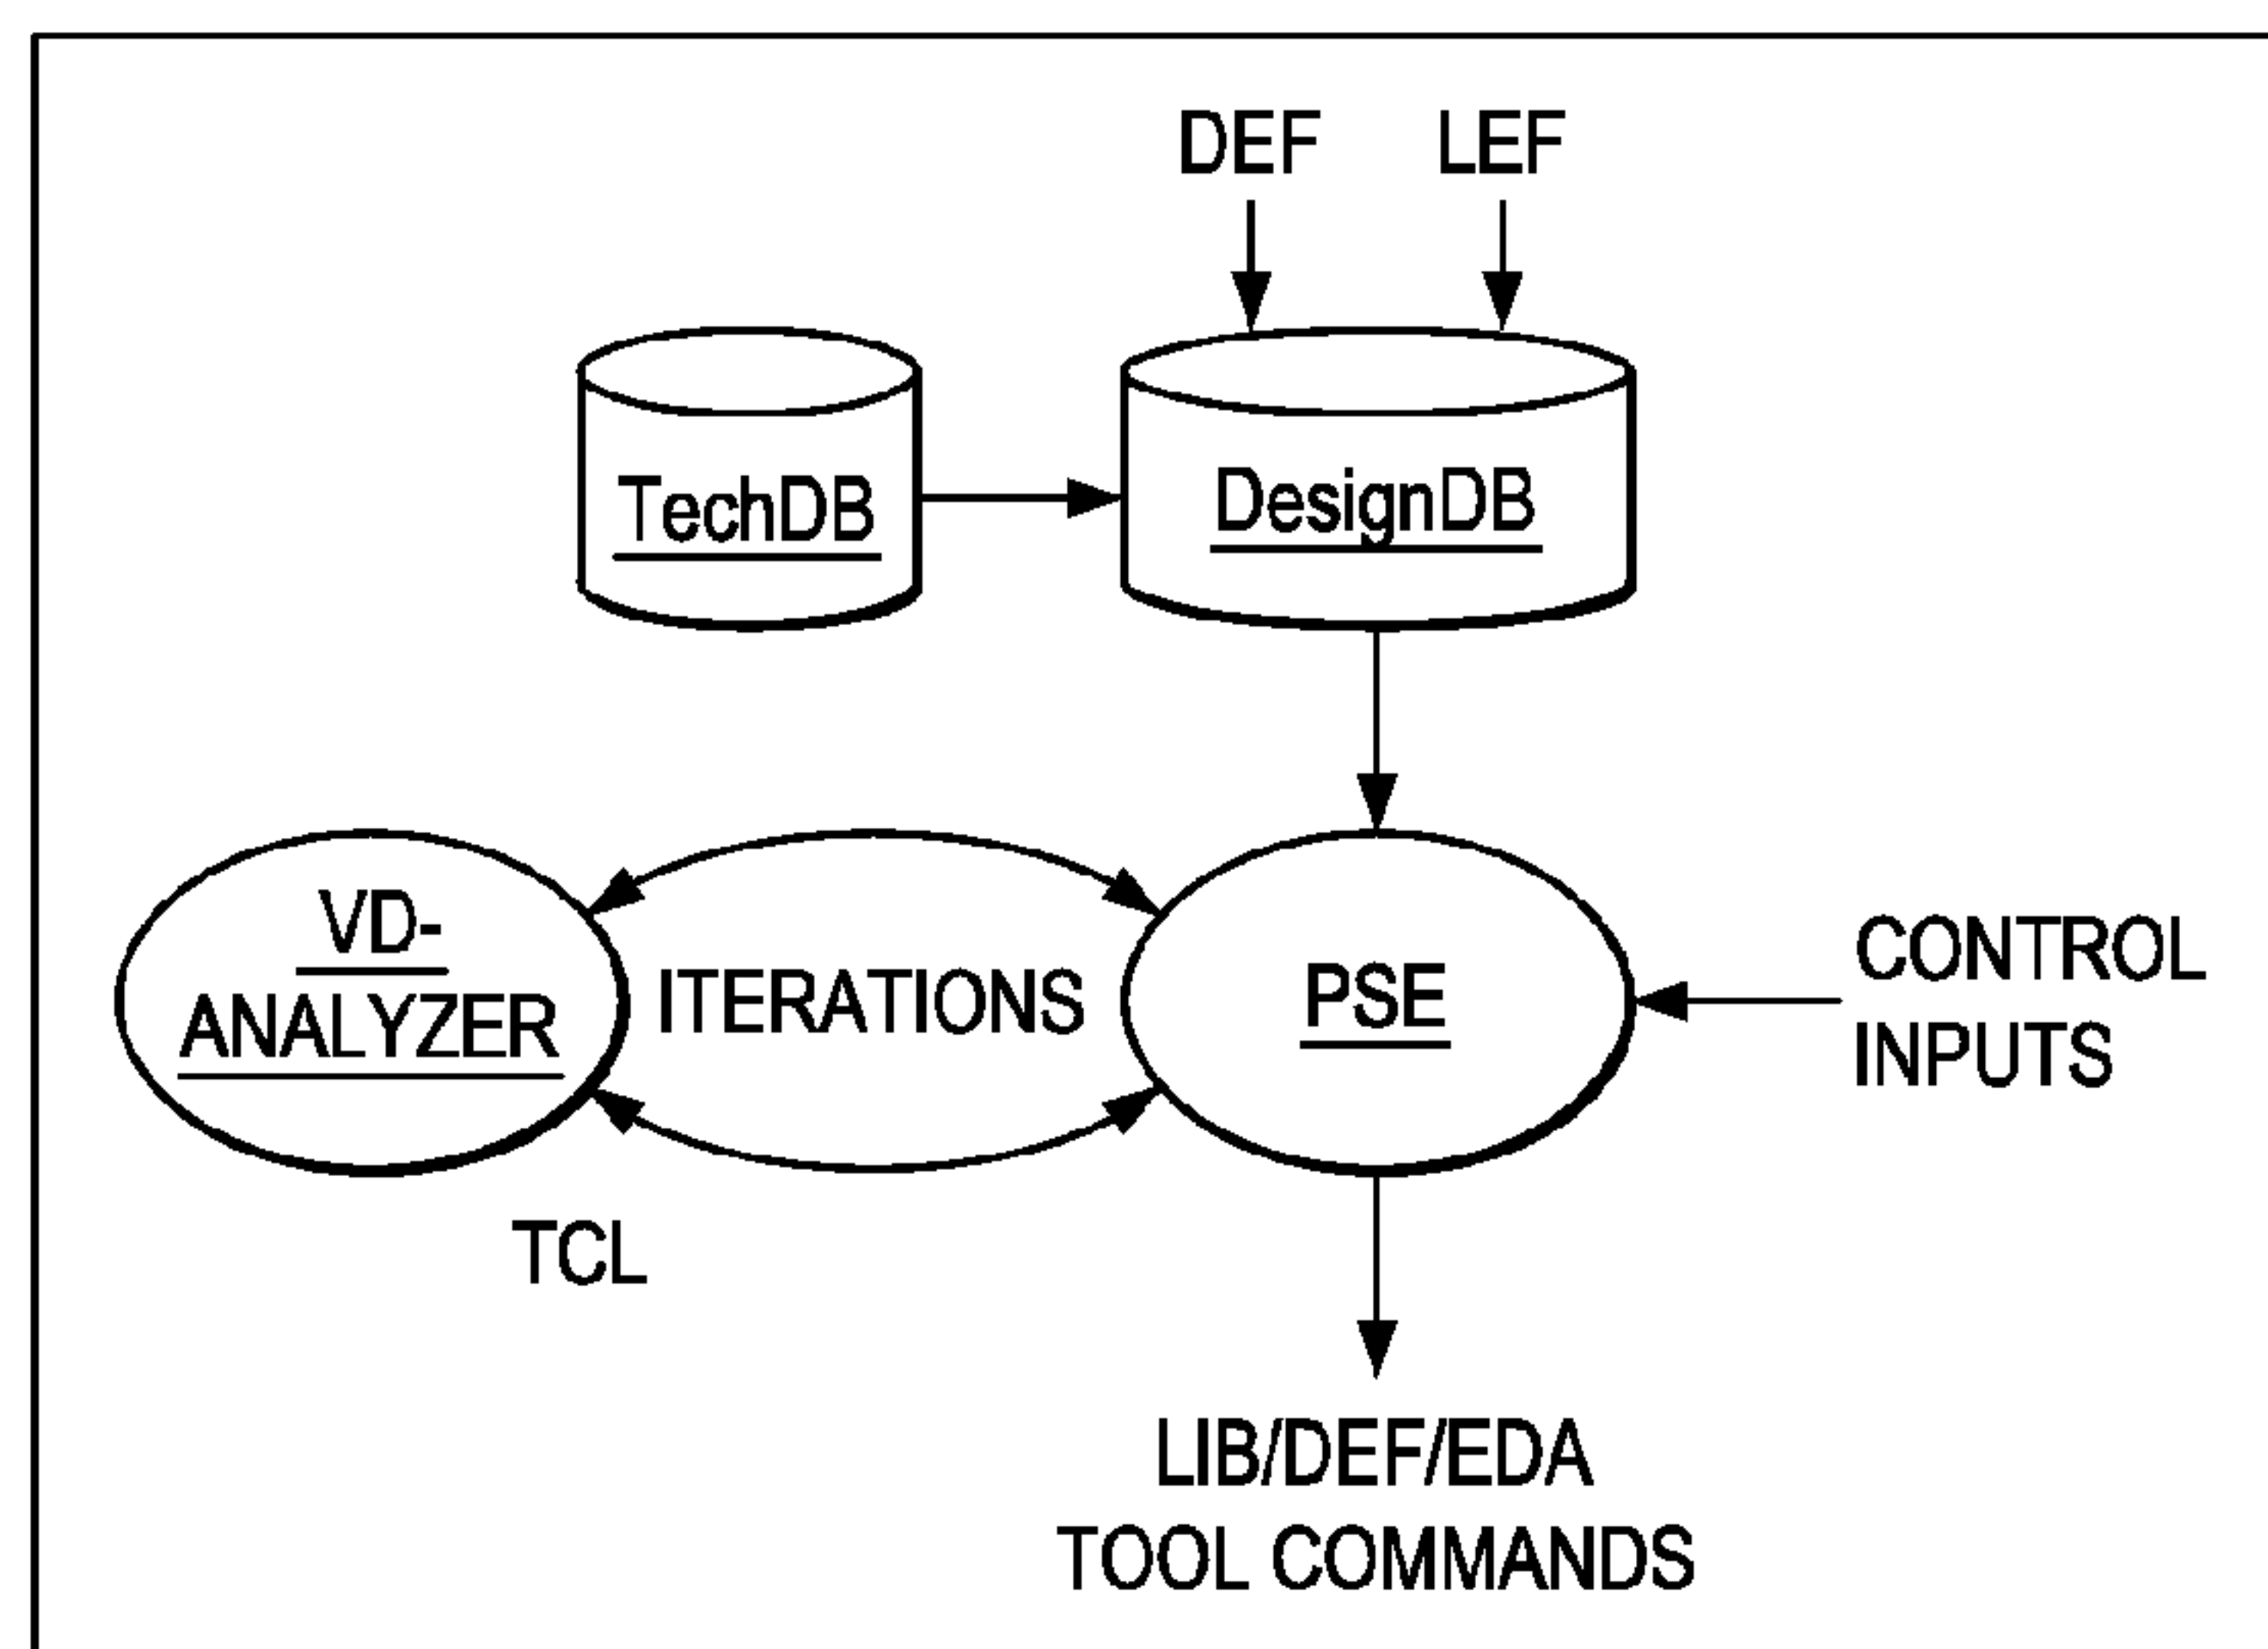 DEF LEF
TechDB DesignDB
VD-
ANALYZER
ITERATIONS
PSE
CONTROL
INPUTS
TCL
LIB/DEF/EDA
TOOL COMMANDS